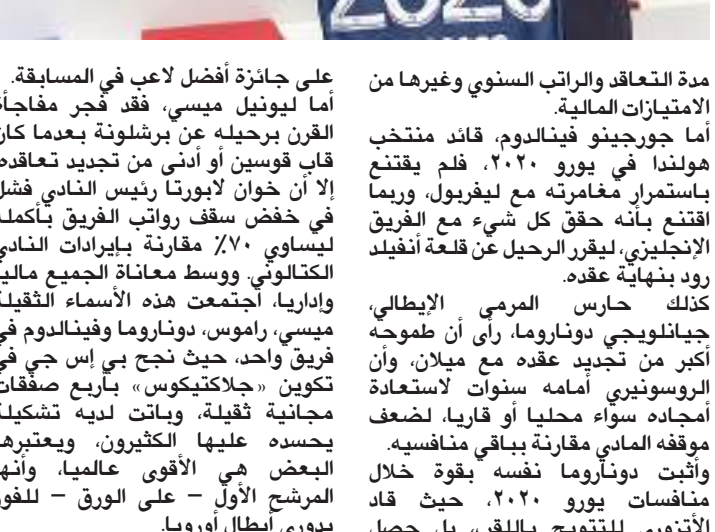 2020
مدة التعاقد والراتب السنوي وغيرها من
الامتيازات المالية.
أما جورجينو فينالدوم، قائد منتخب
هولندا في يورو ٢٠٢٠، فلم يقتنع
باستمرار مغامرته مع ليفربول، وربما
اقتنع بأنه حقق كل شيء مع الفريق
الإنجليزي، ليقرر الرحيل عن قلعة أنفيلد
رود بنهاية عقده.
كذلك حارس المرمى الإيطالي،
جيانلويجي دوناروما، رأى أن طموحه
أكبر من تجديد عقده مع ميلان، وأن
الروسونيري أمامه سنوات لاستعادة
أمجاده سواء محليا أو قاريا، لضعف
موقفه المادي مقارنة بباقي منافسيه.
وأثبت دوناروما نفسه بقوة خلال
منافسات يورو ٢٠٢٠، حيث قاد
الأتزوري للتتويج باللقب، بل حصل
على جائزة أفضل لاعب في المسابقة.
أما ليونيل ميسي، فقد فجر مفاجأة
القرن برحيله عن برشلونة بعدما كان
قاب قوسين أو أدنى من تجديد تعاقده
إلا أن خوان لابورتا رئيس النادي فشل
في خفض سقف رواتب الفريق بأكمله
ليساوي ٧٠٪ مقارنة بإيرادات النادي
الكتالوني. ووسط معاناة الجميع ماليا
وإداريا، اجتمعت هذه الأسماء الثقيلة
ميسي، راموس، دوناروما وفينالدوم في
فريق واحد، حيث نجح بي إس جي في
تكوين «جلاكتيكوس» بأربع صفقات
مجانية ثقيلة، وباتت لديه تشكيلة
يحسده عليها الكثيرون، ويعتبرها
البعض هي الأقوى عالميا، وأنها
المرشح الأول – على الورق – للفوز
بدوري أبطال أوروبا.